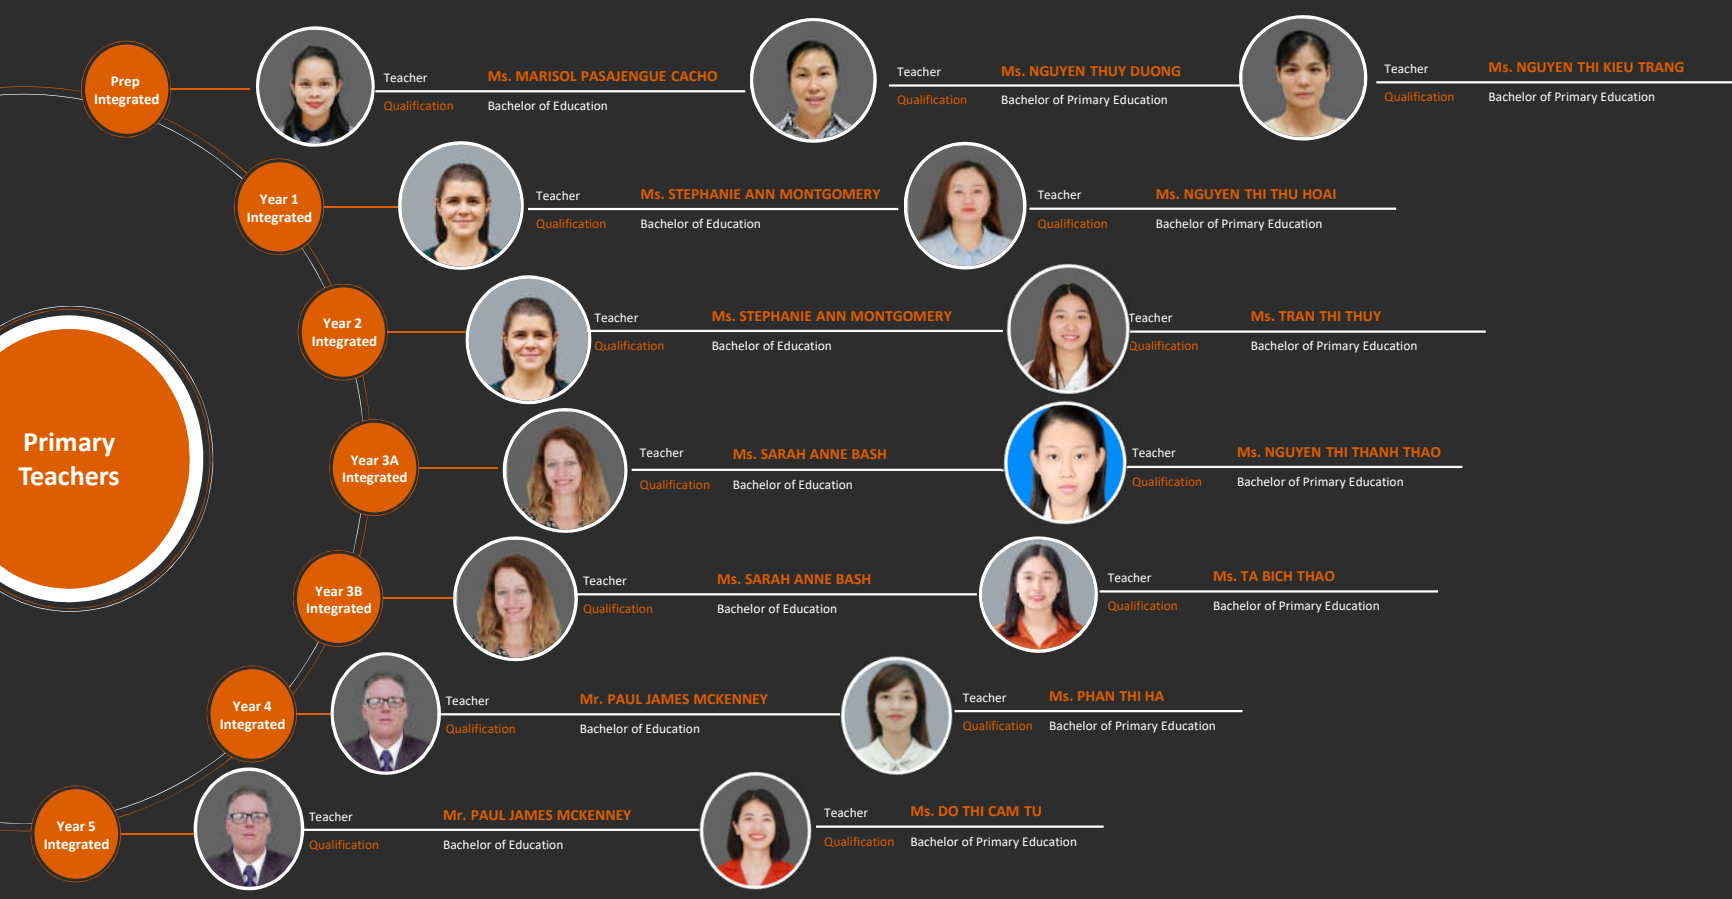 Primary
Teachers
Prep
Integrated
Teacher
Ms. MARISOL PASAJENGUE CACHO
Qualification
Bachelor of Education
Teacher
Ms. NGUYEN THUY DUONG
Qualification
Bachelor of Primary Education
Teacher
Ms. NGUYEN THI KIEU TRANG
Qualification
Bachelor of Primary Education
Year 1
Integrated
Teacher
Ms. STEPHANIE ANN MONTGOMERY
Qualification
Bachelor of Education
Teacher
Ms. NGUYEN THI THU HOAI
Qualification
Bachelor of Primary Education
Year 2
Integrated
Teacher
Ms. STEPHANIE ANN MONTGOMERY
Qualification
Bachelor of Education
Teacher
Ms. TRAN THI THUY
Qualification
Bachelor of Primary Education
Year 3A
Integrated
Teacher
Ms. SARAH ANNE BASH
Qualification
Bachelor of Education
Teacher
Ms. NGUYEN THI THANH THAO
Qualification
Bachelor of Primary Education
Year 3B
Integrated
Teacher
Ms. SARAH ANNE BASH
Qualification
Bachelor of Education
Teacher
Ms. TA BICH THAO
Qualification
Bachelor of Primary Education
Year 4
Integrated
Teacher
Mr. PAUL JAMES MCKENNEY
Qualification
Bachelor of Education
Teacher
Ms. PHAN THI HA
Qualification
Bachelor of Primary Education
Year 5
Integrated
Teacher
Mr. PAUL JAMES MCKENNEY
Qualification
Bachelor of Education
Teacher
Ms. DO THI CAM TU
Qualification
Bachelor of Primary Education